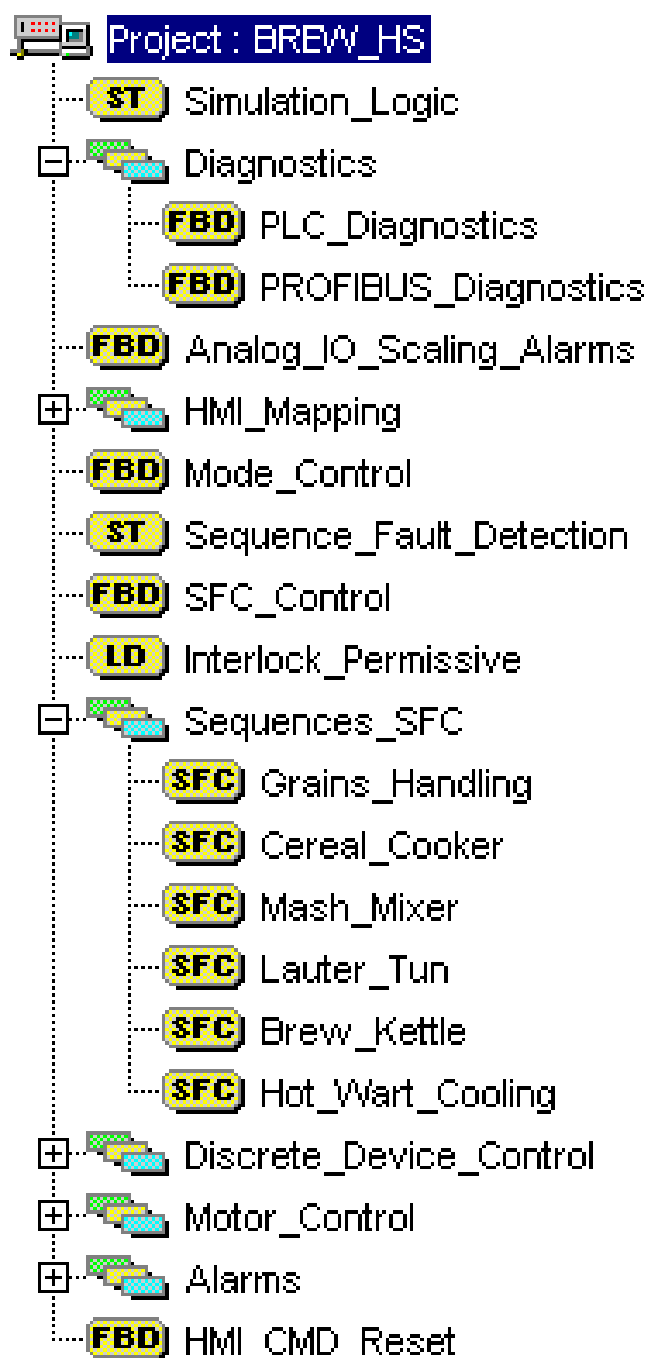 Project : BREW_HS
ST Simulation_Logic
Diagnostics
FBD PLC_Diagnostics
FBD PROFIBUS_Diagnostics
FBD Analog_IO_Scaling_Alarms
HMI_Mapping
FBD Mode_Control
ST Sequence_Fault_Detection
FBD SFC_Control
LD Interlock_Permissive
Sequences_SFC
SFC Grains_Handling
SFC Cereal_Cooker
SFC Mash_Mixer
SFC Lauter_Tun
SFC Brew_Kettle
SFC Hot_Wart_Cooling
Discrete_Device_Control
Motor_Control
Alarms
FBD HMI_CMD_Reset